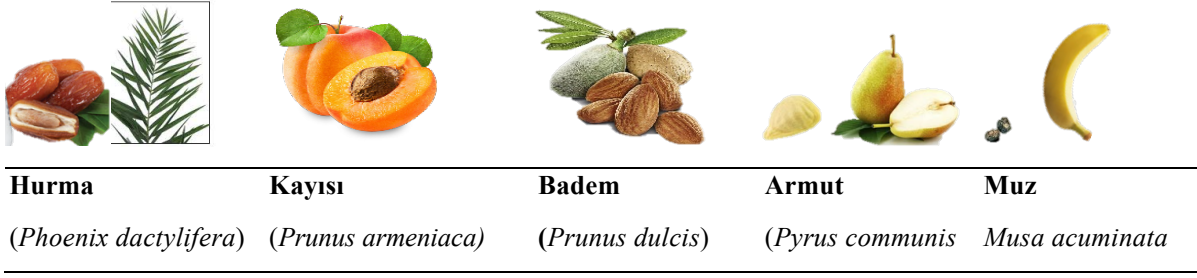 Hurma Kayısı Badem Armut Muz
(Phoenix dactylifera) (Prunus armeniaca) (Prunus dulcis) (Pyrus communis Musa acuminata